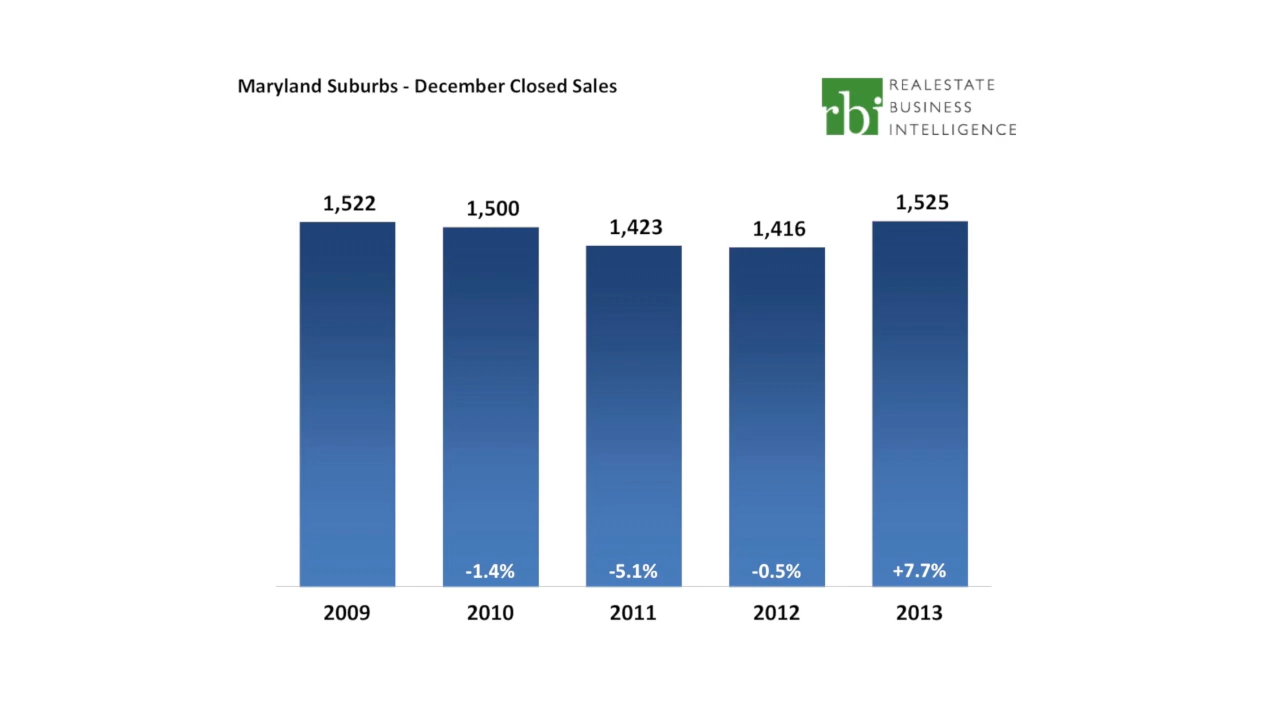 Maryland Suburbs - December Closed Sales
rbi
REALESTATE
BUSINESS
INTELLIGENCE
1,522
1,500
1,423
1,416
1,525
-1.4%
-5.1%
-0.5%
+7.7%
2009
2010
2011
2012
2013